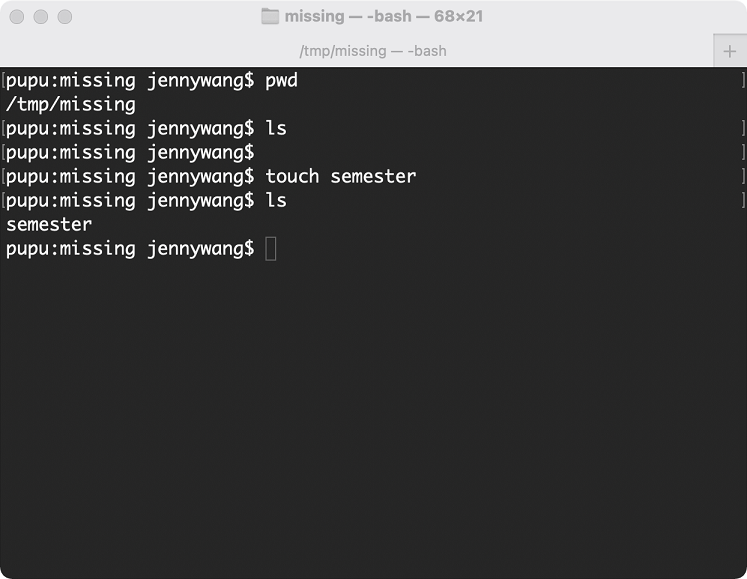 missing — -bash — 68×21
/tmp/missing — -bash
+
[pupu:missing jennywang$ pwd ]
/tmp/missing
[pupu:missing jennywang$ ls ]
[pupu:missing jennywang$ ]
[pupu:missing jennywang$ touch semester ]
[pupu:missing jennywang$ ls ]
semester
pupu:missing jennywang$